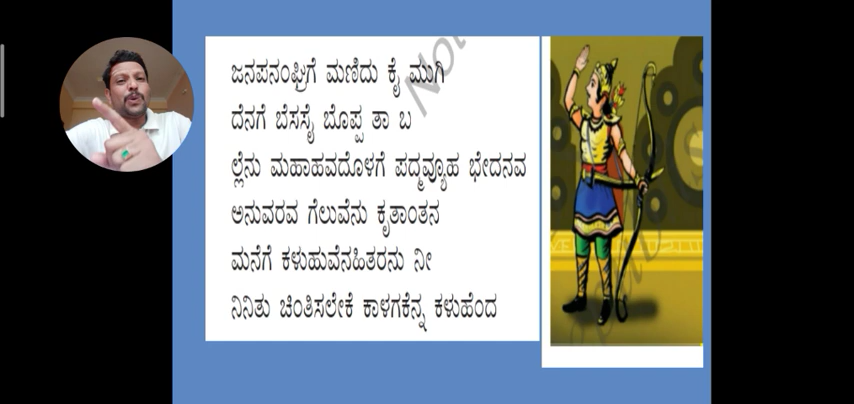 ಜನಪನಂಘ್ರಿಗೆ ಮಣಿದು ಕೈ ಮುಗಿ
ದೆನಗೆ ಬೆಸಸೈ ಬೊಪ್ಪ ತಾ ಬ
ಲ್ಲೆನು ಮಹಾಹವದೊಳಗೆ ಪದ್ಮವ್ಯೂಹ ಭೇದನವ
ಅನುವರವ ಗೆಲುವೆನು ಕೃತಾಂತನ
ಮನೆಗೆ ಕಳುಹುವೆನಹಿತರನು ನೀ
ನಿನಿತು ಚಿಂತಿಸಲೇಕೆ ಕಾಳಗಕೆನ್ನ ಕಳುಹೆಂದ